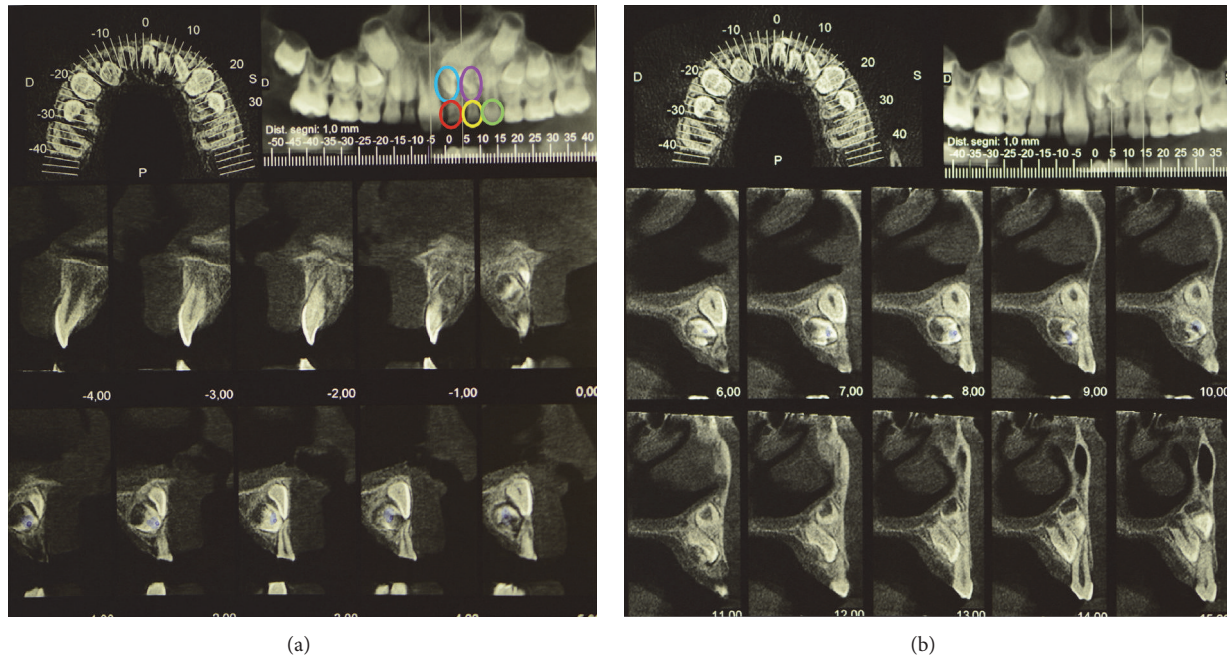 0
-10 10
-20 20
D S
-30 30
-40
P
D
Dist. segni: 1,0 mm
-50-45-40-35-30-25-20-15-10 -5 0 5 10 15 20 25 30 35 40
-4,00 -3,00 -2,00 -1,00 0,00
(a)
0
-10 10
-20 20
D S
-30 30
-40 40
P
D
Dist. segni: 1,0 mm
-40 -35 -30 -25 -20 -15 -10 -5 0 5 10 15 20 25 30 35
6,00 7,00 8,00 9,00 10,00
11,00 12,00 13,00 14,00 15,00
(b)